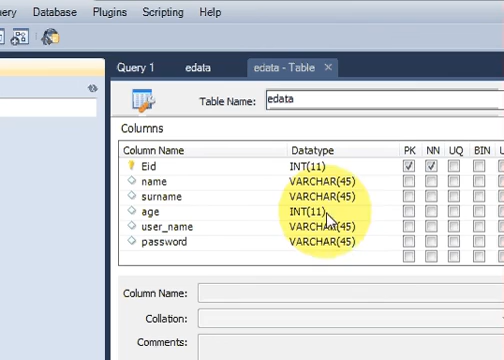 ery Database Plugins Scripting Help
Query 1 edata edata - Table ×
Table Name: edata
Columns
Column Name Datatype PK NN UQ BIN U
Eid INT(11)
name VARCHAR(45)
surname VARCHAR(45)
age INT(11)
user_name VARCHAR(45)
password VARCHAR(45)
Column Name:
Collation:
Comments: